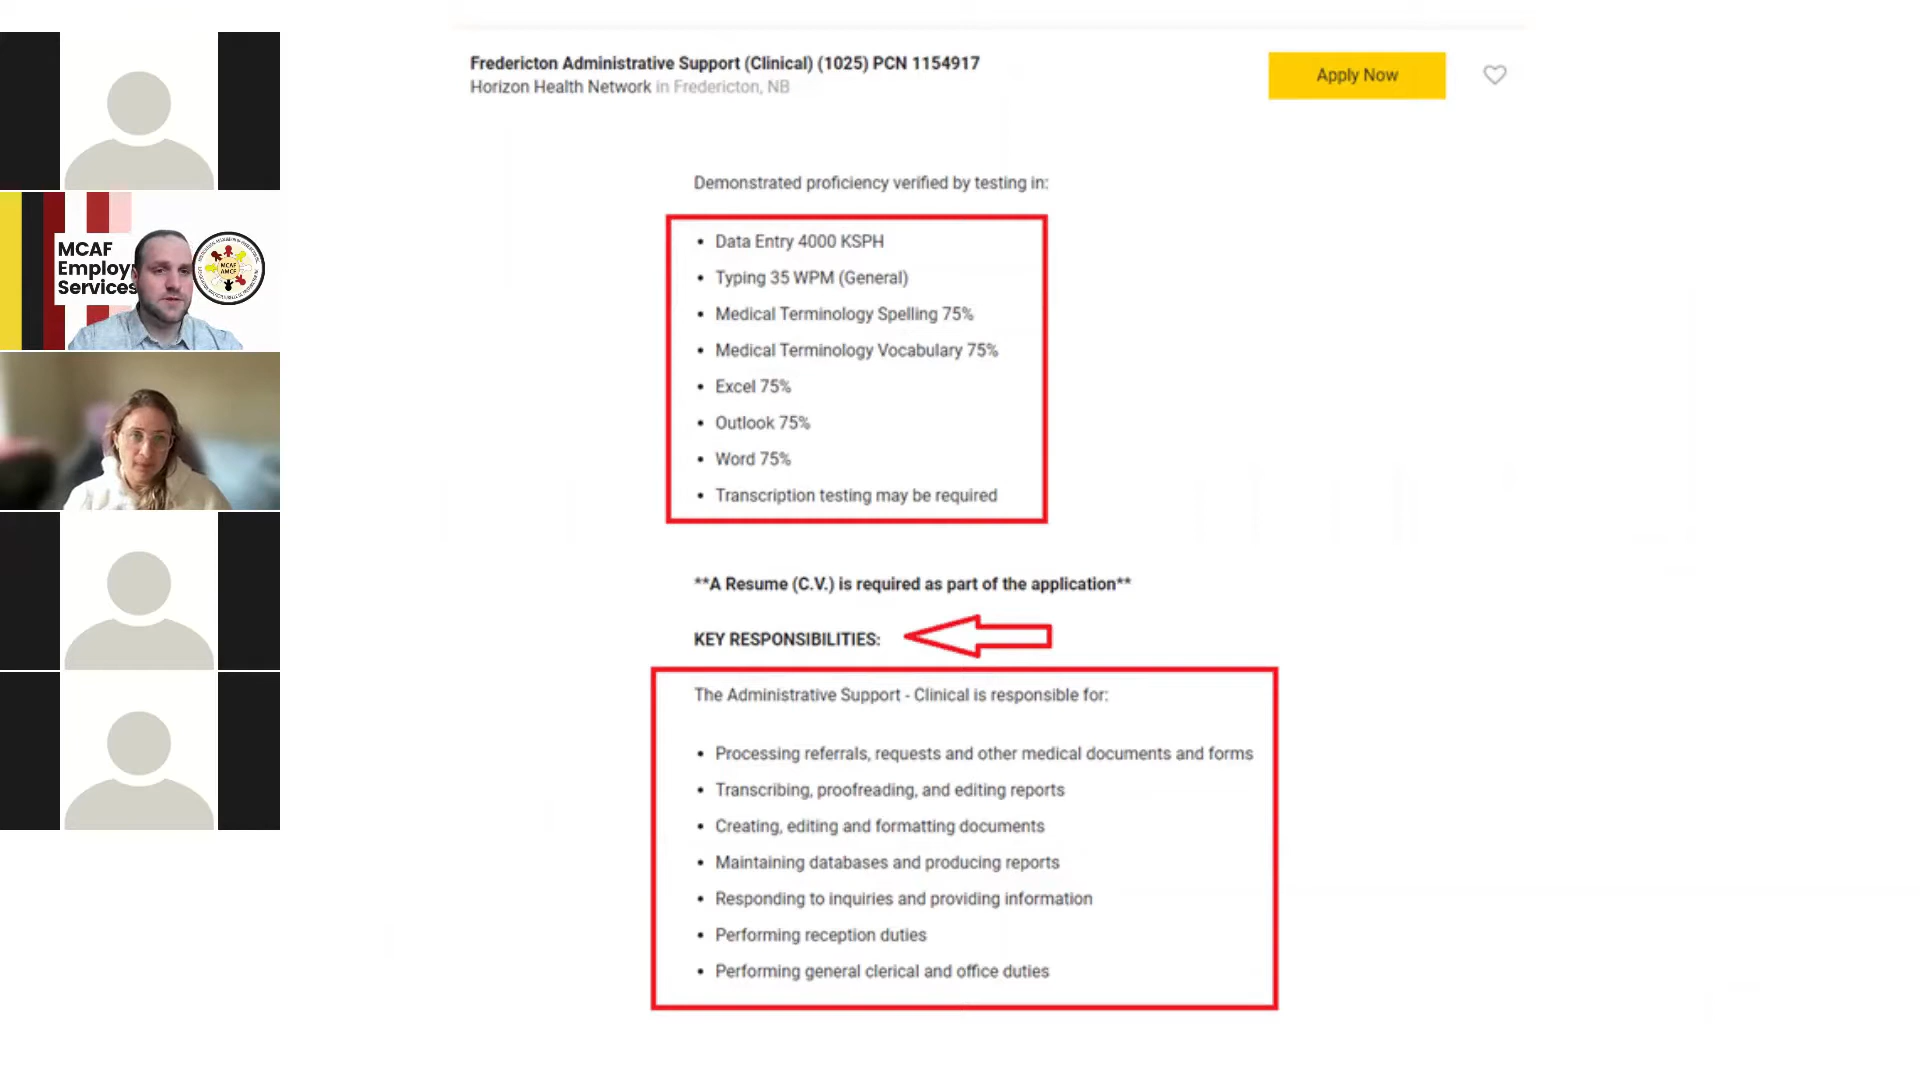 Fredericton Administrative Support (Clinical) (1025) PCN 1154917
Horizon Health Network in Fredericton, NB
Apply Now
MCAF
Employ
Services
MCAF
AMCF
Demonstrated proficiency verified by testing in:
• Data Entry 4000 KSPH
• Typing 35 WPM (General)
• Medical Terminology Spelling 75%
• Medical Terminology Vocabulary 75%
• Excel 75%
• Outlook 75%
• Word 75%
• Transcription testing may be required
**A Resume (C.V.) is required as part of the application**
KEY RESPONSIBILITIES:
The Administrative Support - Clinical is responsible for:
• Processing referrals, requests and other medical documents and forms
• Transcribing, proofreading, and editing reports
• Creating, editing and formatting documents
• Maintaining databases and producing reports
• Responding to inquiries and providing information
• Performing reception duties
• Performing general clerical and office duties